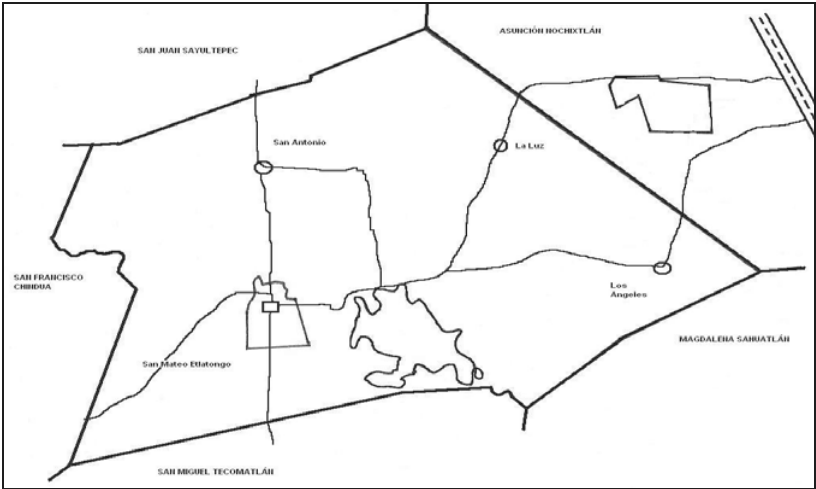 ASUNCIÓN NOCHIXTLÁN
SAN JUAN SAYULTEPEC
San Antonio
La Luz
SAN FRANCISCO
CHINDUA
Los
Ángeles
MAGDALENA SAHUATLÁN
San Mateo Etlatongo
SAN MIGUEL TECOMATLÁN